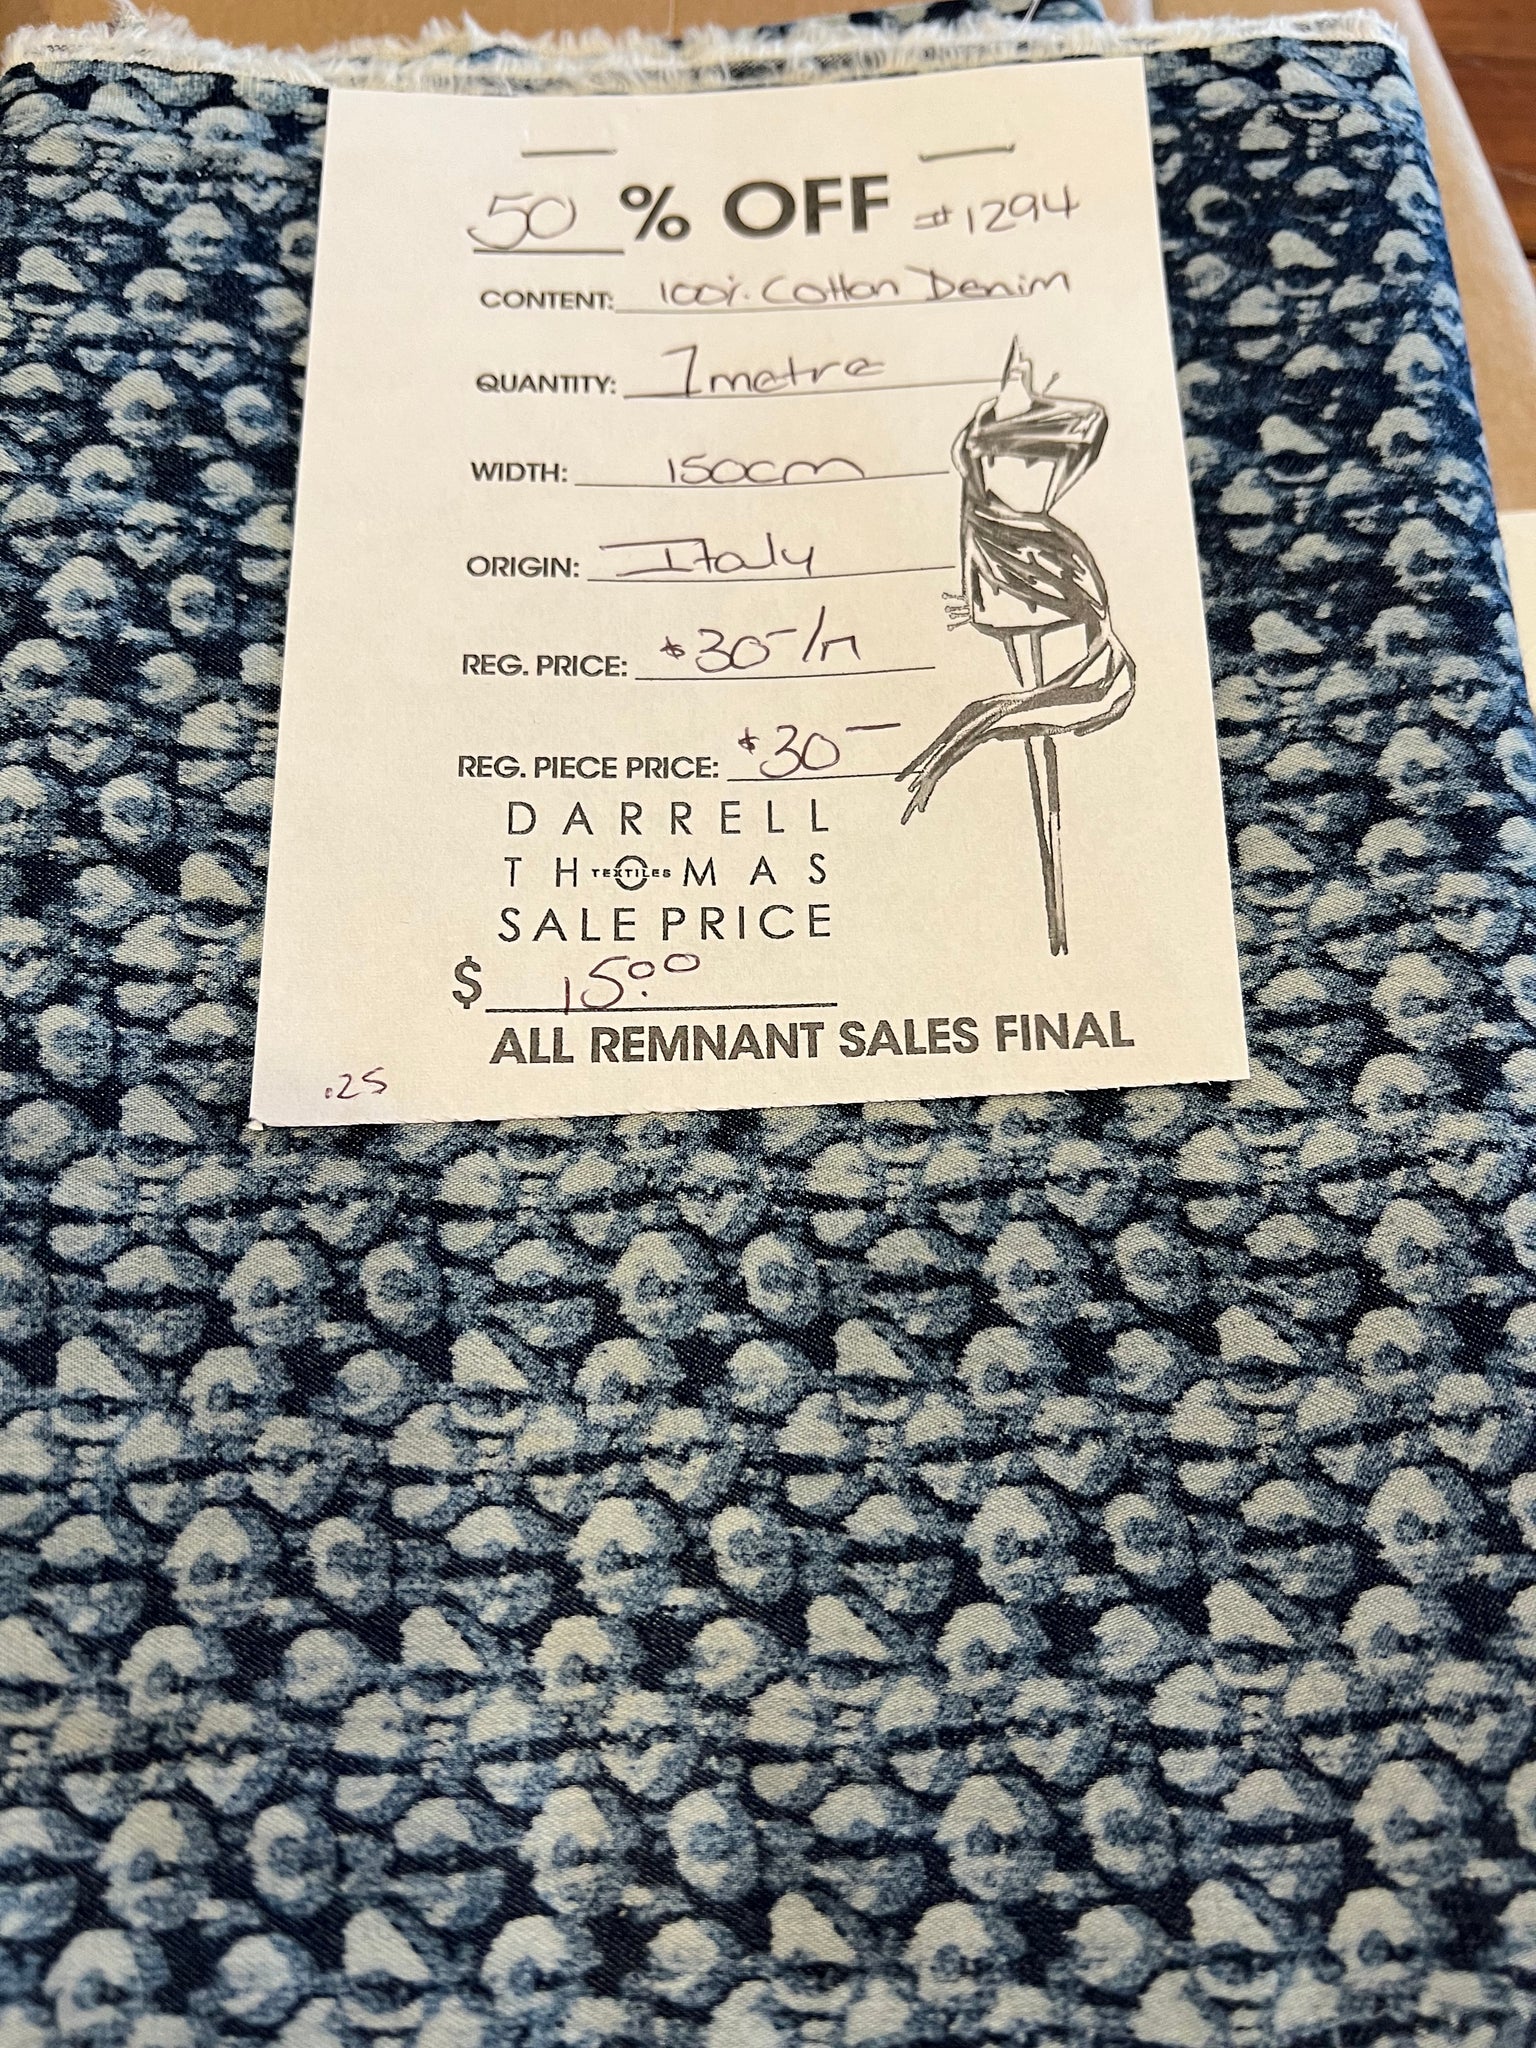 50 % OFF #1294
CONTENT: 100% Cotton Denim
QUANTITY: 1 metre
WIDTH: 150cm
ORIGIN: Italy
REG. PRICE: $30-/m
REG. PIECE PRICE: $30-
DARRELL
THOMAS
TEXTILES
SALE PRICE
$ 15.00
ALL REMNANT SALES FINAL
.25